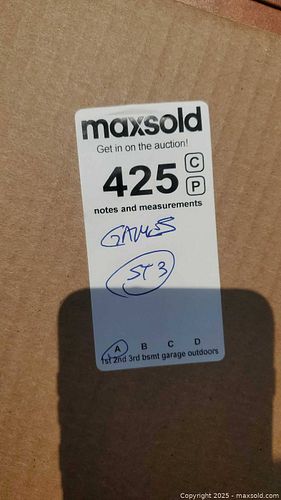 maxsold
Get in on the auction!
425 C
P
notes and measurements
GAMES
ST 3
A B C D
1st 2nd 3rd bsmt garage outdoors
Copyright 2025 - maxsold.com